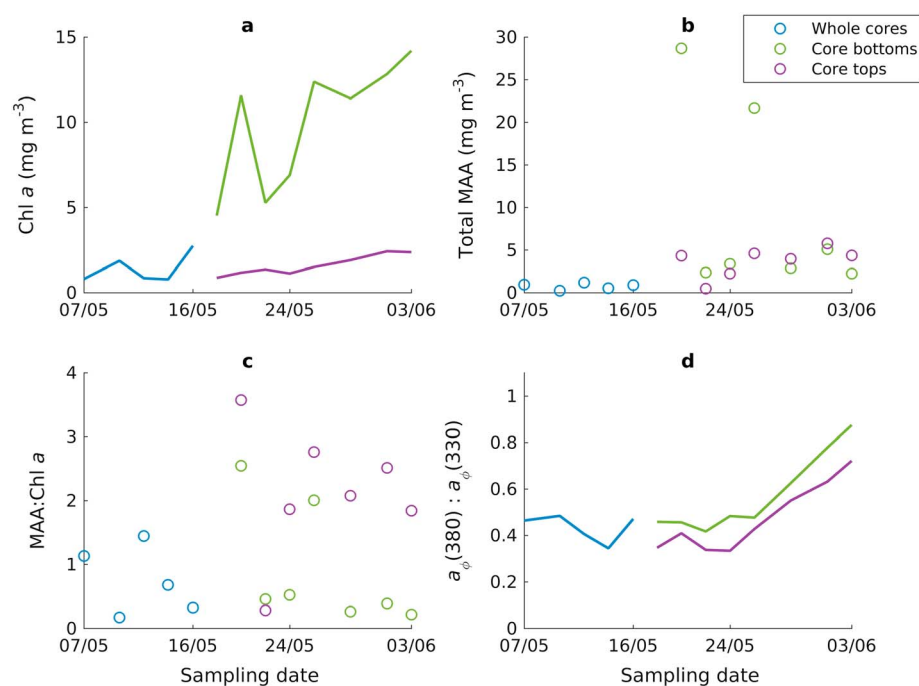 a
15
10
5
0
Chl a (mg m⁻³)
07/05 16/05 24/05 03/06
b
Whole cores
Core bottoms
Core tops
30
25
20
15
10
5
0
Total MAA (mg m⁻³)
07/05 16/05 24/05 03/06
c
4
3
2
1
0
MAA:Chl a
07/05 16/05 24/05 03/06
Sampling date
d
1
0.8
0.6
0.4
0.2
0
aϕ(380) : aϕ(330)
07/05 16/05 24/05 03/06
Sampling date